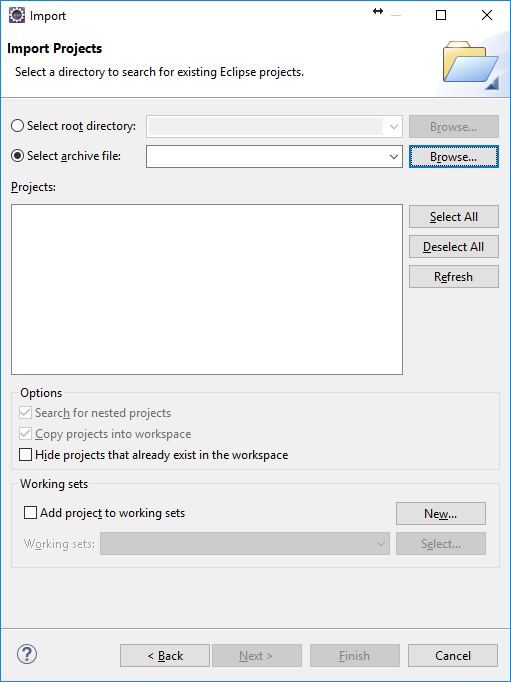 Import
Import Projects
Select a directory to search for existing Eclipse projects.
Select root directory:
Browse...
Select archive file:
Browse...
Projects:
Select All
Deselect All
Refresh
Options
Search for nested projects
Copy projects into workspace
Hide projects that already exist in the workspace
Working sets
Add project to working sets
New...
Working sets:
Select...
?
< Back
Next >
Finish
Cancel